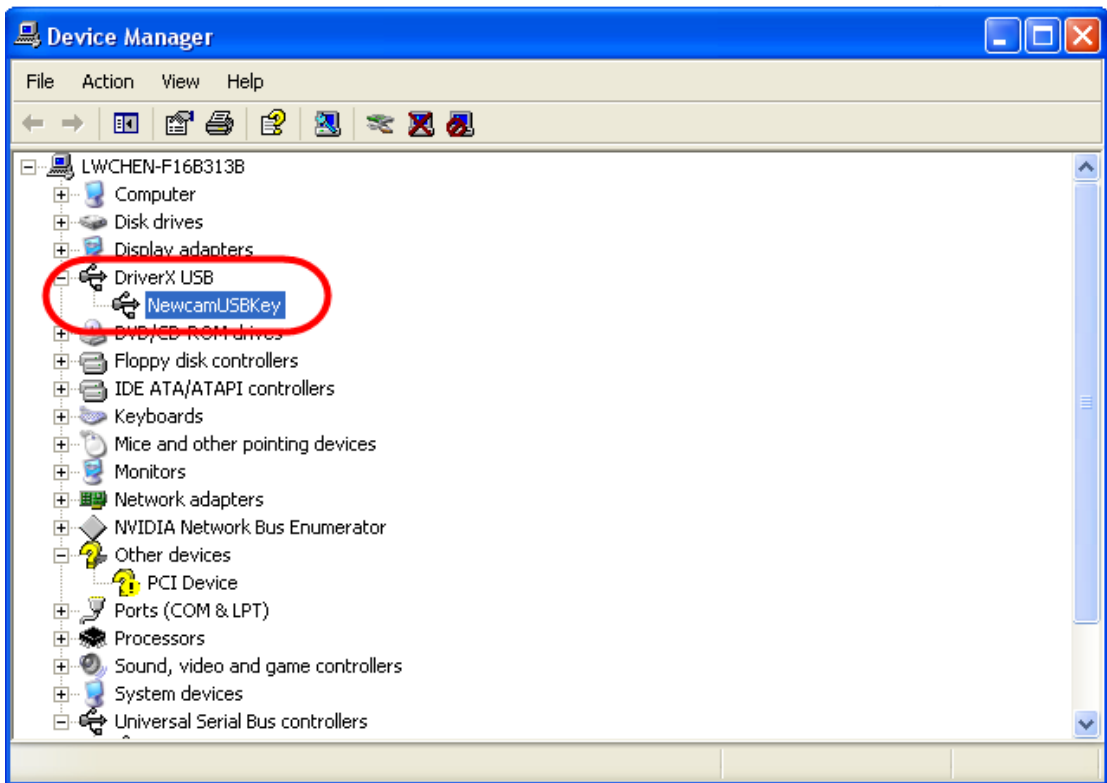 Device Manager
File Action View Help
LWCHEN-F16B313B
Computer
Disk drives
Display adapters
DriverX USB
NewcamUSBKey
DVD/CD-ROM drives
Floppy disk controllers
IDE ATA/ATAPI controllers
Keyboards
Mice and other pointing devices
Monitors
Network adapters
NVIDIA Network Bus Enumerator
Other devices
PCI Device
Ports (COM & LPT)
Processors
Sound, video and game controllers
System devices
Universal Serial Bus controllers